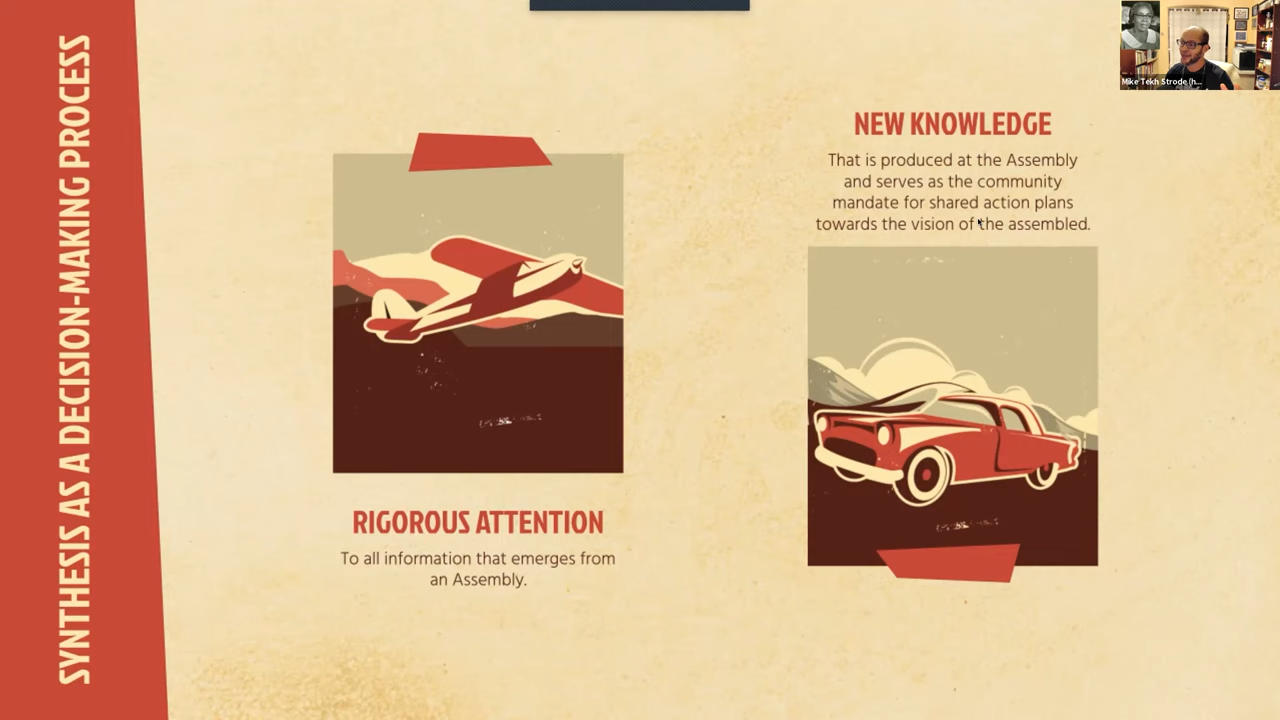 SYNTHESIS AS A DECISION-MAKING PROCESS
RIGOROUS ATTENTION
To all information that emerges from
an Assembly.
NEW KNOWLEDGE
That is produced at the Assembly
and serves as the community
mandate for shared action plans
towards the vision of the assembled.
Mike Tekh Strode (h...